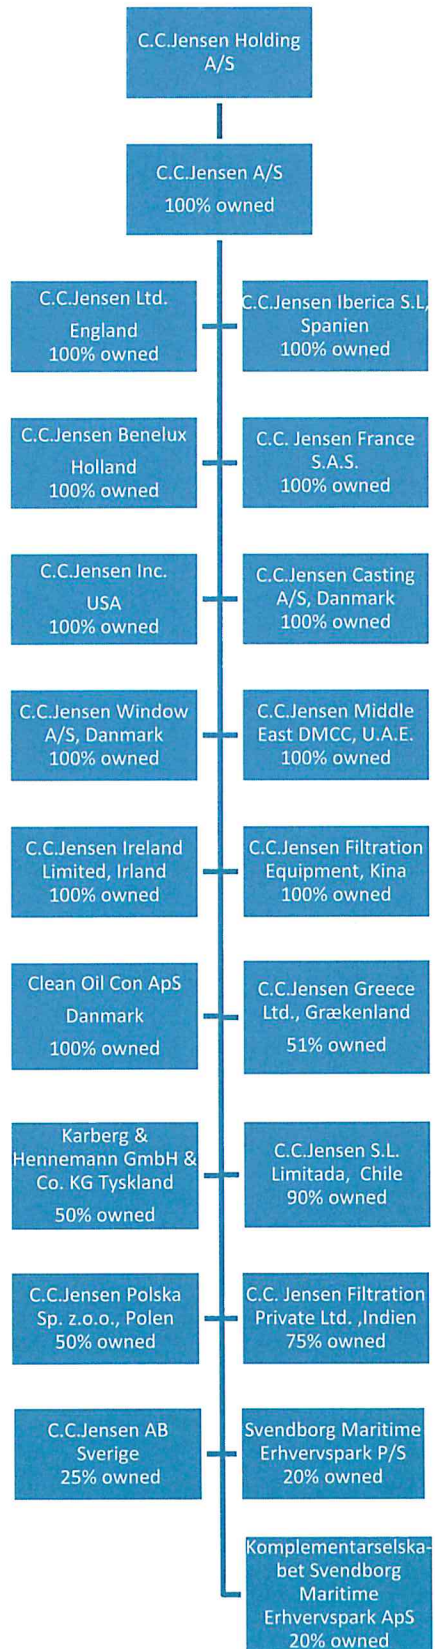 C.C.Jensen Holding
A/S
C.C.Jensen A/S
100% owned
C.C.Jensen Ltd.
England
100% owned
C.C.Jensen Iberica S.L,
Spanien
100% owned
C.C.Jensen Benelux
Holland
100% owned
C.C. Jensen France
S.A.S.
100% owned
C.C.Jensen Inc.
USA
100% owned
C.C.Jensen Casting
A/S, Danmark
100% owned
C.C.Jensen Window
A/S, Danmark
100% owned
C.C.Jensen Middle
East DMCC, U.A.E.
100% owned
C.C.Jensen Ireland
Limited, Irland
100% owned
C.C.Jensen Filtration
Equipment, Kina
100% owned
Clean Oil Con ApS
Danmark
100% owned
C.C.Jensen Greece
Ltd., Grækenland
51% owned
Karberg &
Hennemann GmbH &
Co. KG Tyskland
50% owned
C.C.Jensen S.L.
Limitada, Chile
90% owned
C.C.Jensen Polska
Sp. z.o.o., Polen
50% owned
C.C. Jensen Filtration
Private Ltd. ,Indien
75% owned
C.C.Jensen AB
Sverige
25% owned
Svendborg Maritime
Erhvervspark P/S
20% owned
Komplementarselska-
bet Svendborg
Maritime
Erhvervspark ApS
20% owned